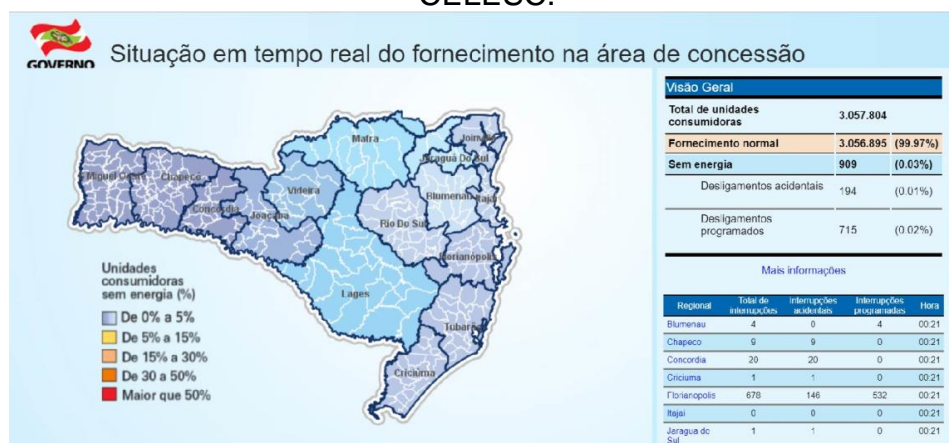 CELESC.
GOVERNO
Situação em tempo real do fornecimento na área de concessão
Matra
Joinville
Jaraguá Do Sul
Miguel Oeste
Chapecó
Videira
Blumenau
Itajaí
Concórdia
Joaçaba
Rio Do Sul
Florianópolis
Lages
Tubarão
Criciúma
Unidades
consumidoras
sem energia (%)
De 0% a 5%
De 5% a 15%
De 15% a 30%
De 30 a 50%
Maior que 50%
Visão Geral
Total de unidades
consumidoras 3.057.804
Fornecimento normal 3.056.895 (99.97%)
Sem energia 909 (0.03%)
Desligamentos acidentais 194 (0.01%)
Desligamentos
programados 715 (0.02%)
Mais informações
Regional Total de interrupções Interrupções acidentais Interrupções programadas Hora
Blumenau 4 0 4 00:21
Chapeco 9 9 0 00:21
Concordia 20 20 0 00:21
Criciuma 1 1 0 00:21
Florianopolis 678 146 532 00:21
Itajai 0 0 0 00:21
Jaragua do
Sul 1 1 0 00:21